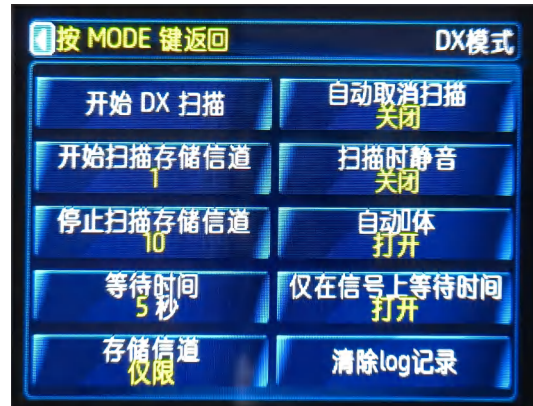 按 MODE 键返回
DX模式
开始 DX 扫描
自动取消扫描
关闭
开始扫描存储信道
1
扫描时静音
关闭
停止扫描存储信道
10
自动体
打开
等待时间
5 秒
仅在信号上等待时间
打开
存储信道
仅限
清除log记录